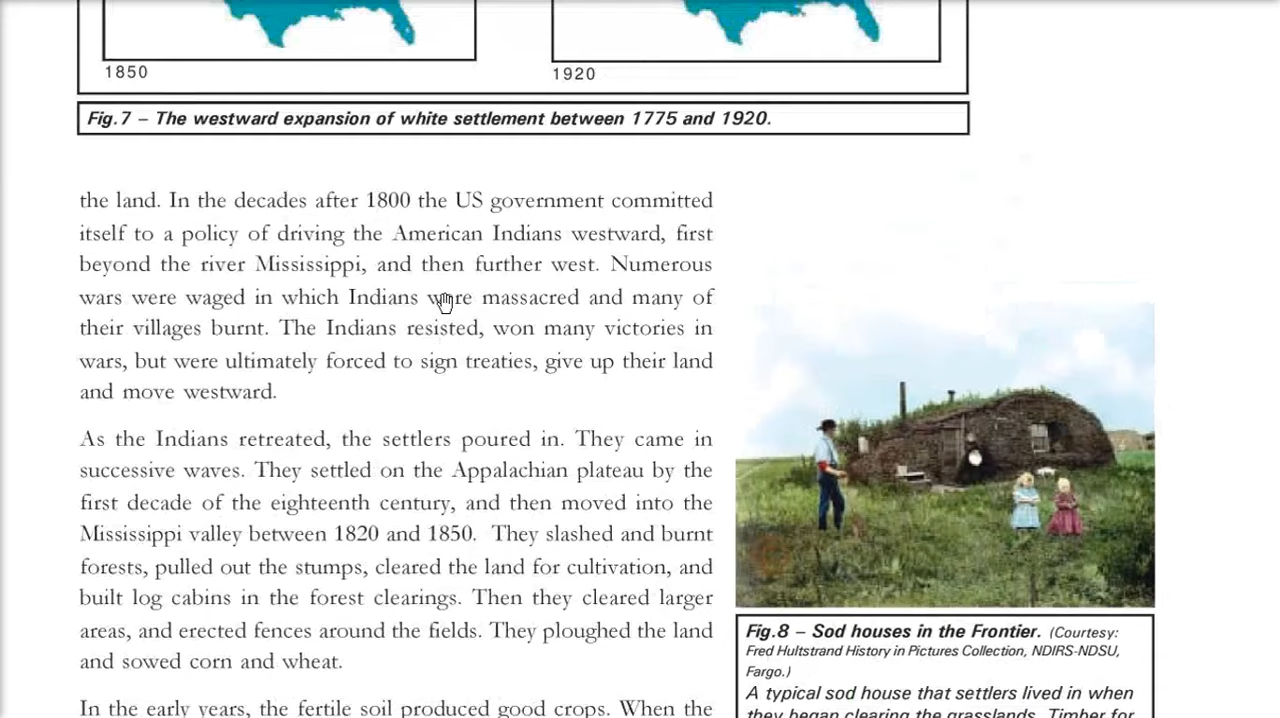 1850
1920
Fig.7 – The westward expansion of white settlement between 1775 and 1920.
the land. In the decades after 1800 the US government committed
itself to a policy of driving the American Indians westward, first
beyond the river Mississippi, and then further west. Numerous
wars were waged in which Indians were massacred and many of
their villages burnt. The Indians resisted, won many victories in
wars, but were ultimately forced to sign treaties, give up their land
and move westward.
As the Indians retreated, the settlers poured in. They came in
successive waves. They settled on the Appalachian plateau by the
first decade of the eighteenth century, and then moved into the
Mississippi valley between 1820 and 1850. They slashed and burnt
forests, pulled out the stumps, cleared the land for cultivation, and
built log cabins in the forest clearings. Then they cleared larger
areas, and erected fences around the fields. They ploughed the land
and sowed corn and wheat.
In the early years, the fertile soil produced good crops. When the
Fig.8 – Sod houses in the Frontier. (Courtesy:
Fred Hultstrand History in Pictures Collection, NDIRS-NDSU,
Fargo.)
A typical sod house that settlers lived in when
they began clearing the grasslands. Timber for